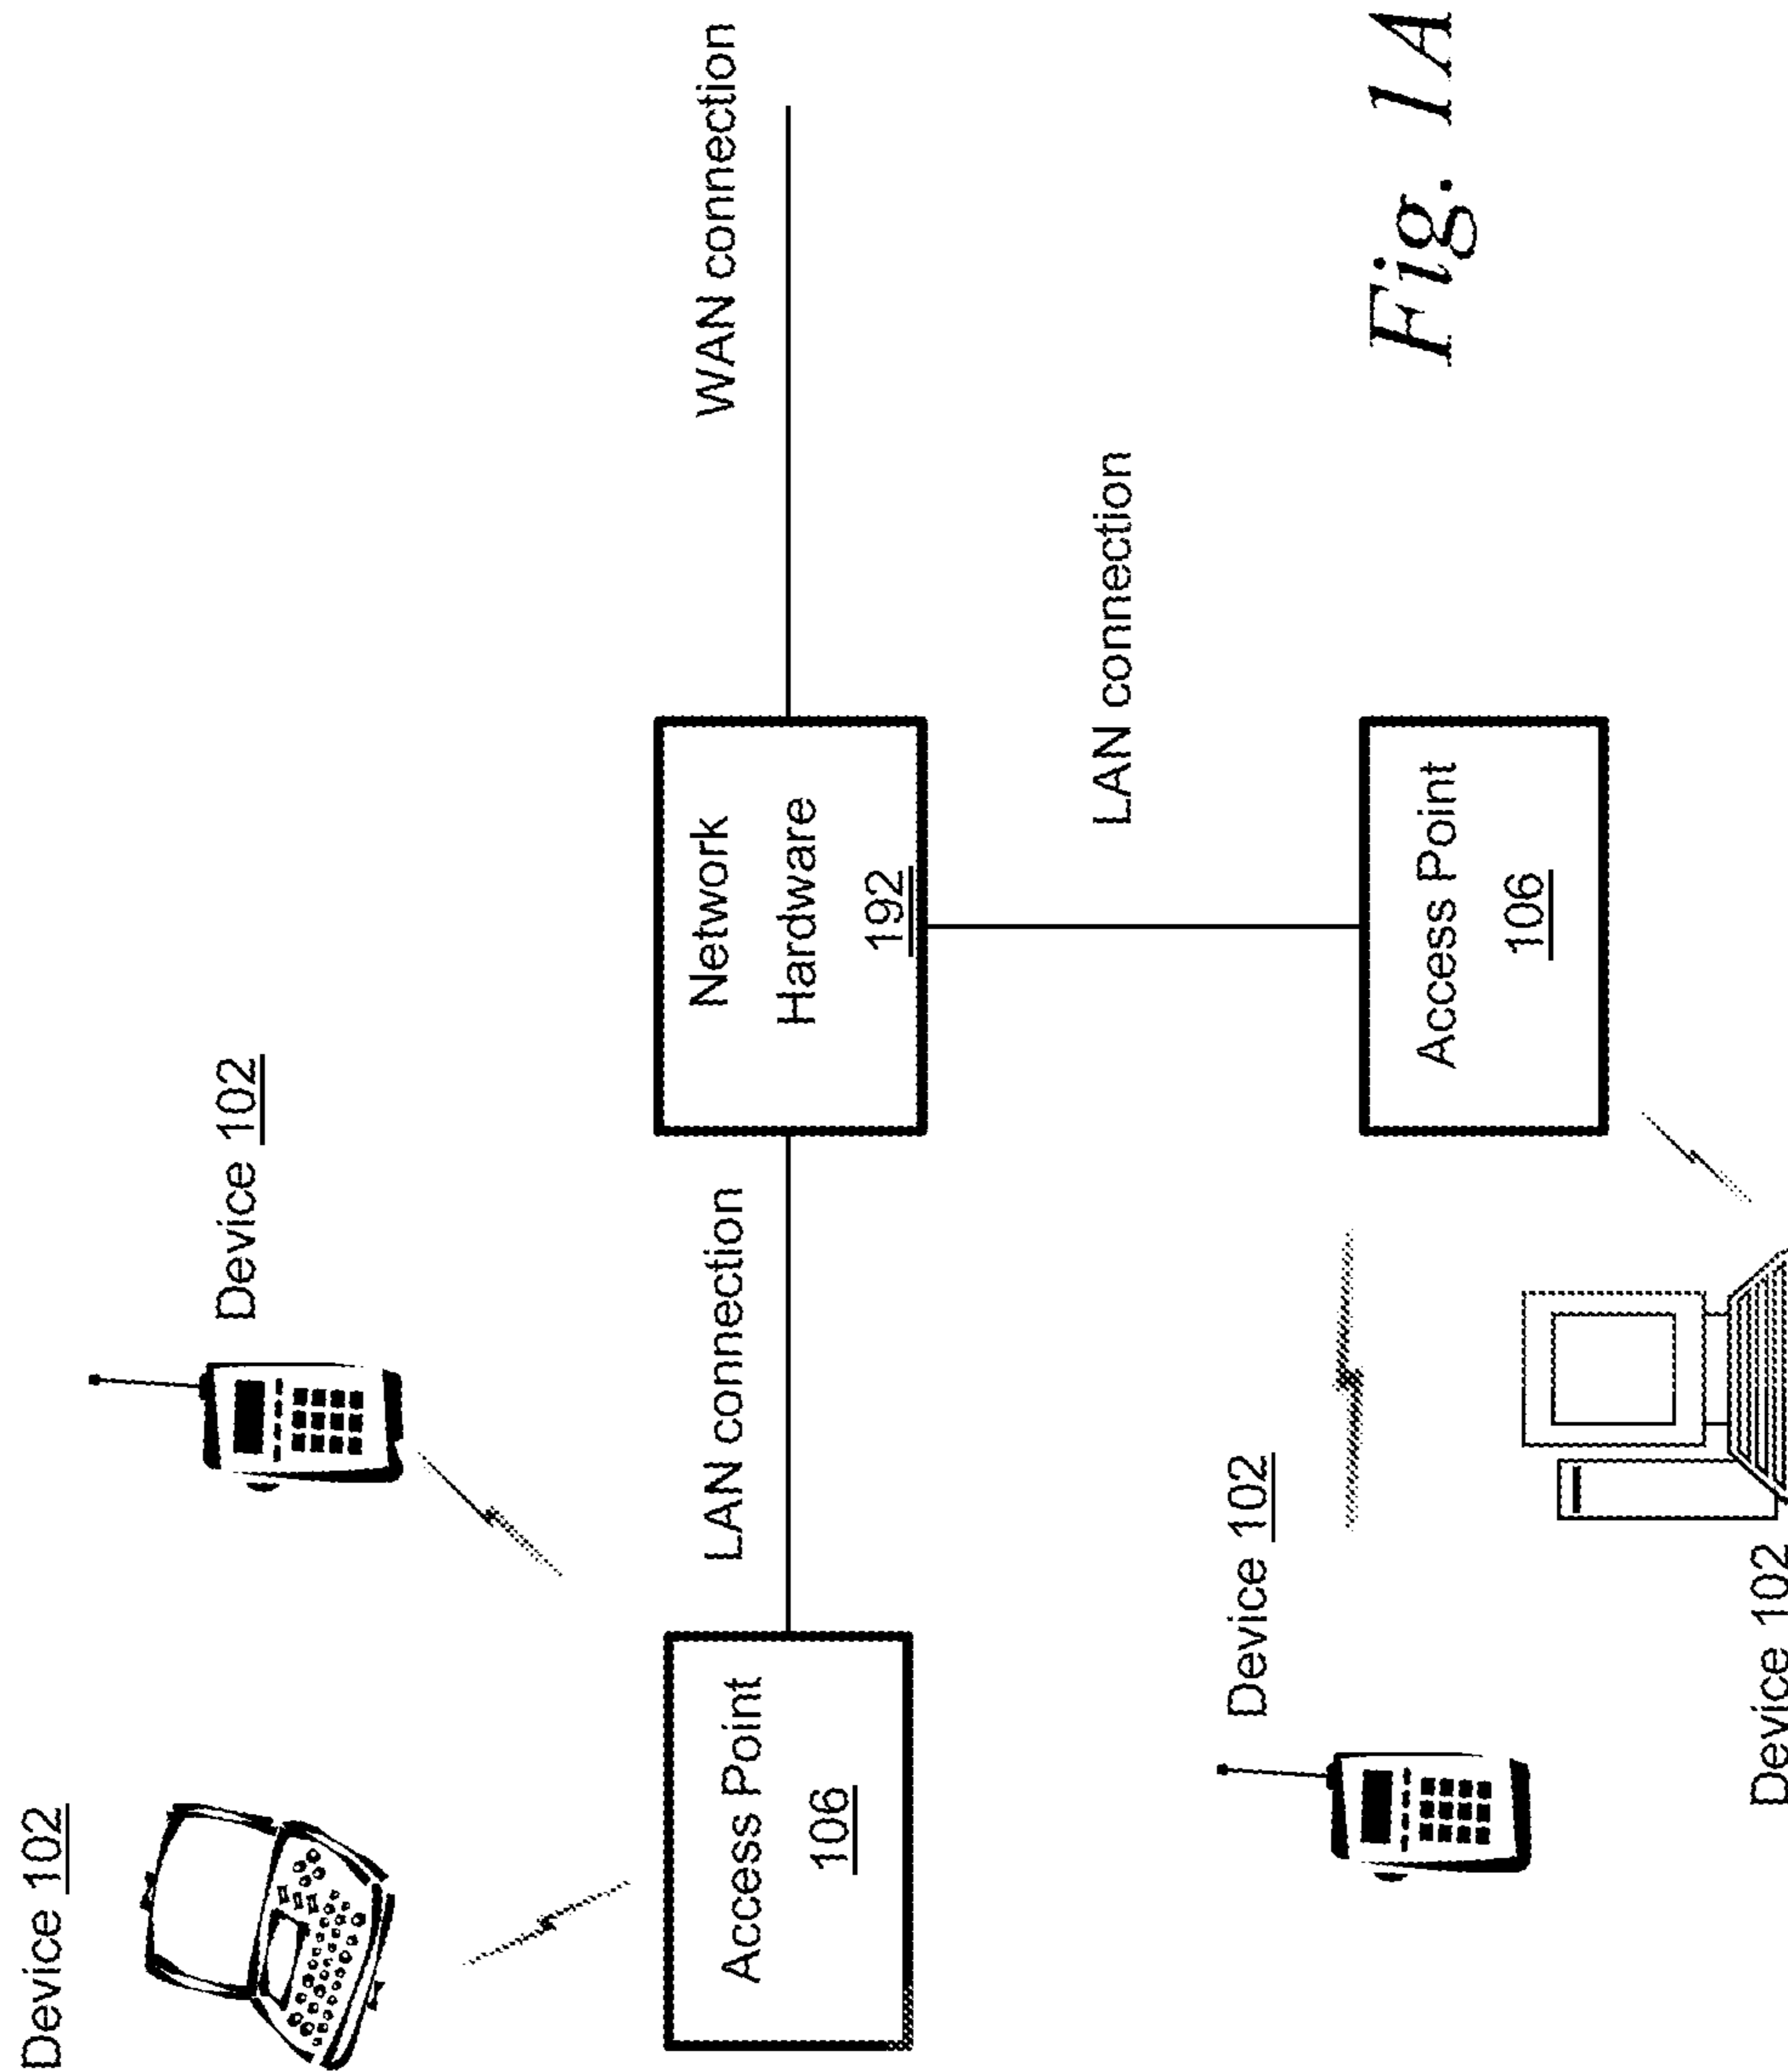 Device 102
Device 102
Access Point
106
LAN connection
Network
Hardware
192
WAN connection
LAN connection
Device 102
Access Point
106
Device 102
Fig. 1A